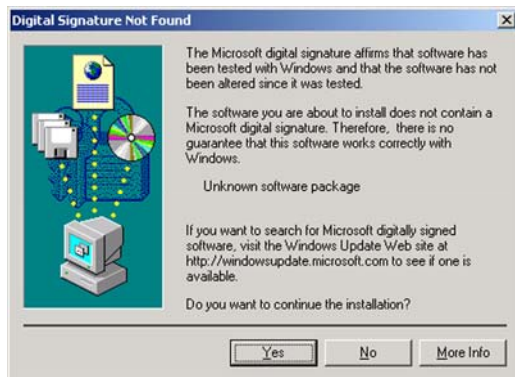 Digital Signature Not Found
The Microsoft digital signature affirms that software has
been tested with Windows and that the software has not
been altered since it was tested.
The software you are about to install does not contain a
Microsoft digital signature. Therefore, there is no
guarantee that this software works correctly with
Windows.
Unknown software package
If you want to search for Microsoft digitally signed
software, visit the Windows Update Web site at
http://windowsupdate.microsoft.com to see if one is
available.
Do you want to continue the installation?
Yes
No
More Info